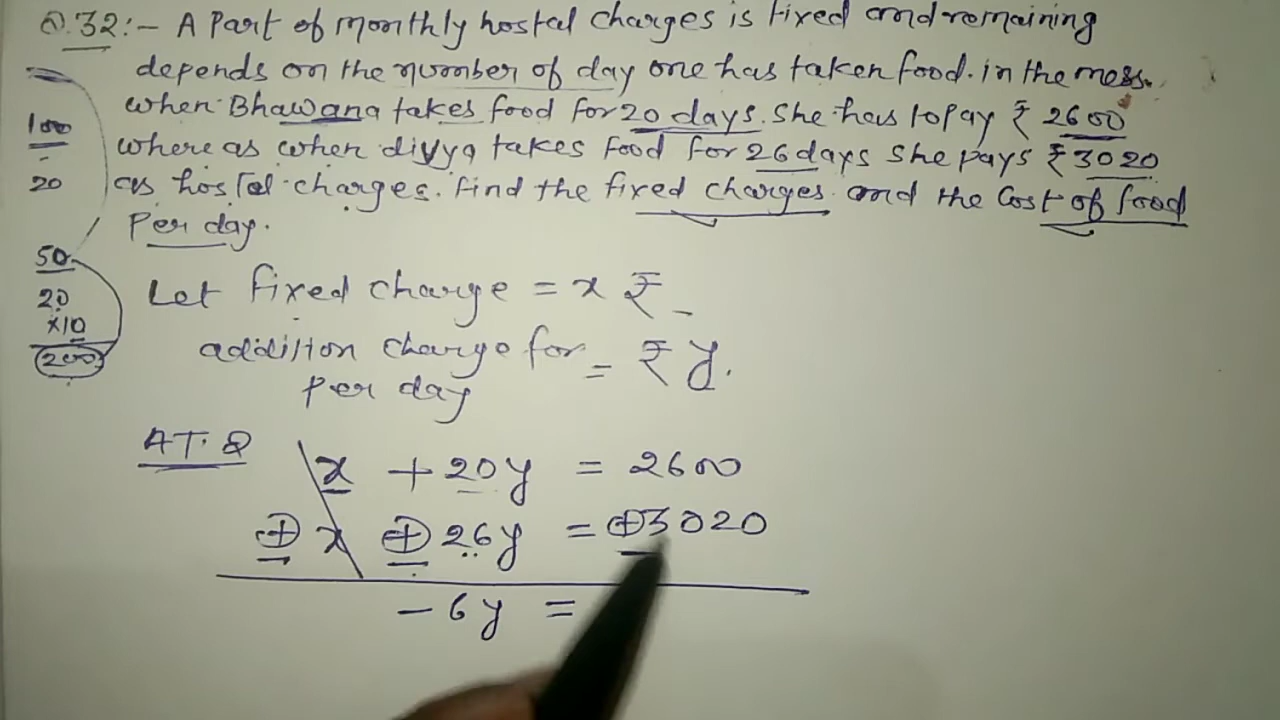 Q.32:- A Part of monthly hostal charges is fixed and remaining
depends on the number of day one has taken food. in the mess.
when Bhawana takes food for 20 days. She has to pay ₹ 2600
where as when divya takes food for 26 days she pays ₹ 3020
as hostel charges. find the fixed charges and the cost of food
Per day.
100
20
50
20
×10
200
Let fixed charge = x ₹
addition charge for = ₹ y.
per day
AT.Q
x + 20y = 2600
+ x + 26y = + 3020
- 6y =